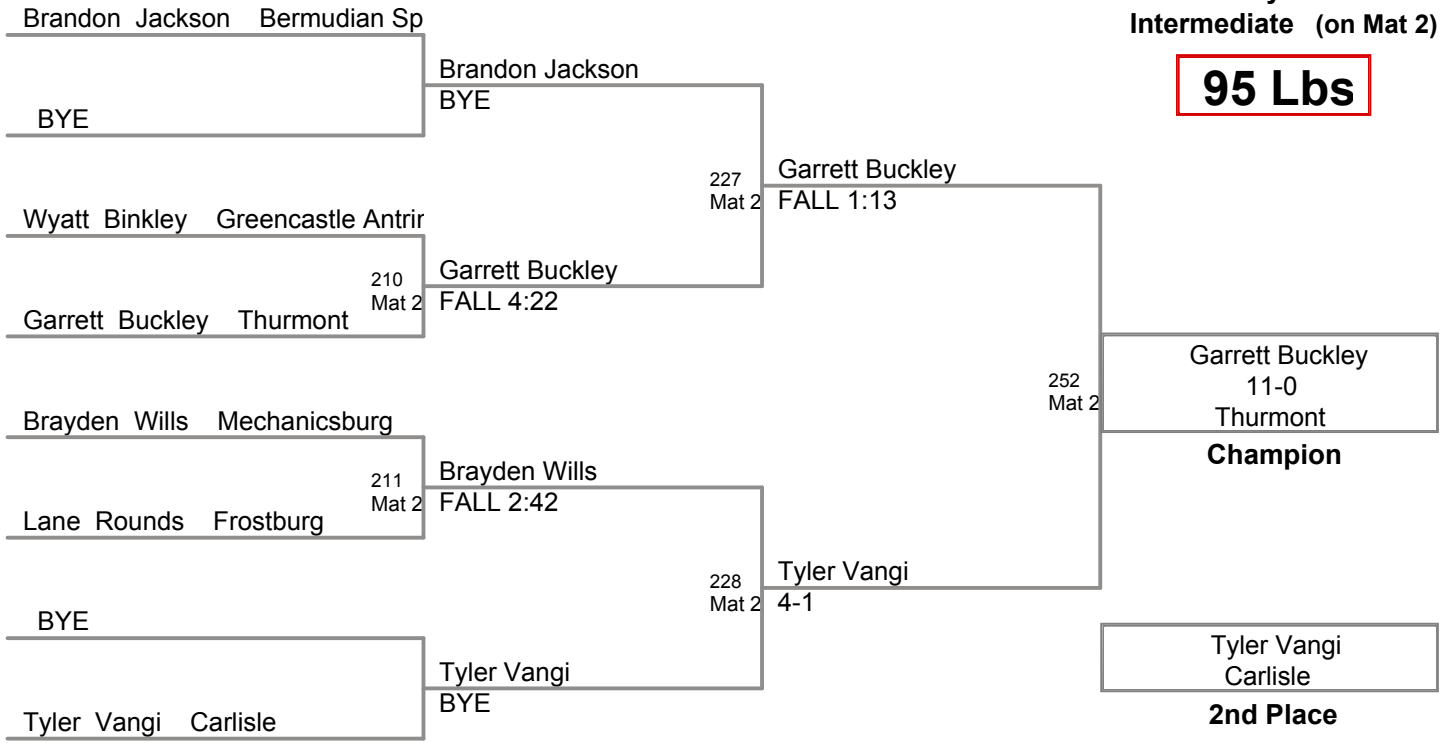 Brandon Jackson Bermudian Sp
Intermediate (on Mat 2)
95 Lbs
Brandon Jackson
BYE
BYE
Garrett Buckley
227
Mat 2
FALL 1:13
Wyatt Binkley Greencastle
210
Mat 2
Garrett Buckley
FALL 4:22
Garrett Buckley Thurmont
Garrett Buckley
11-0
Thurmont
Champion
252
Mat 2
Brayden Wills Mechanicsburg
211
Mat 2
Brayden Wills
FALL 2:42
Lane Rounds Frostburg
Tyler Vangi
228
Mat 2
4-1
BYE
Tyler Vangi
Carlisle
2nd Place
Tyler Vangi
BYE
Tyler Vangi Carlisle